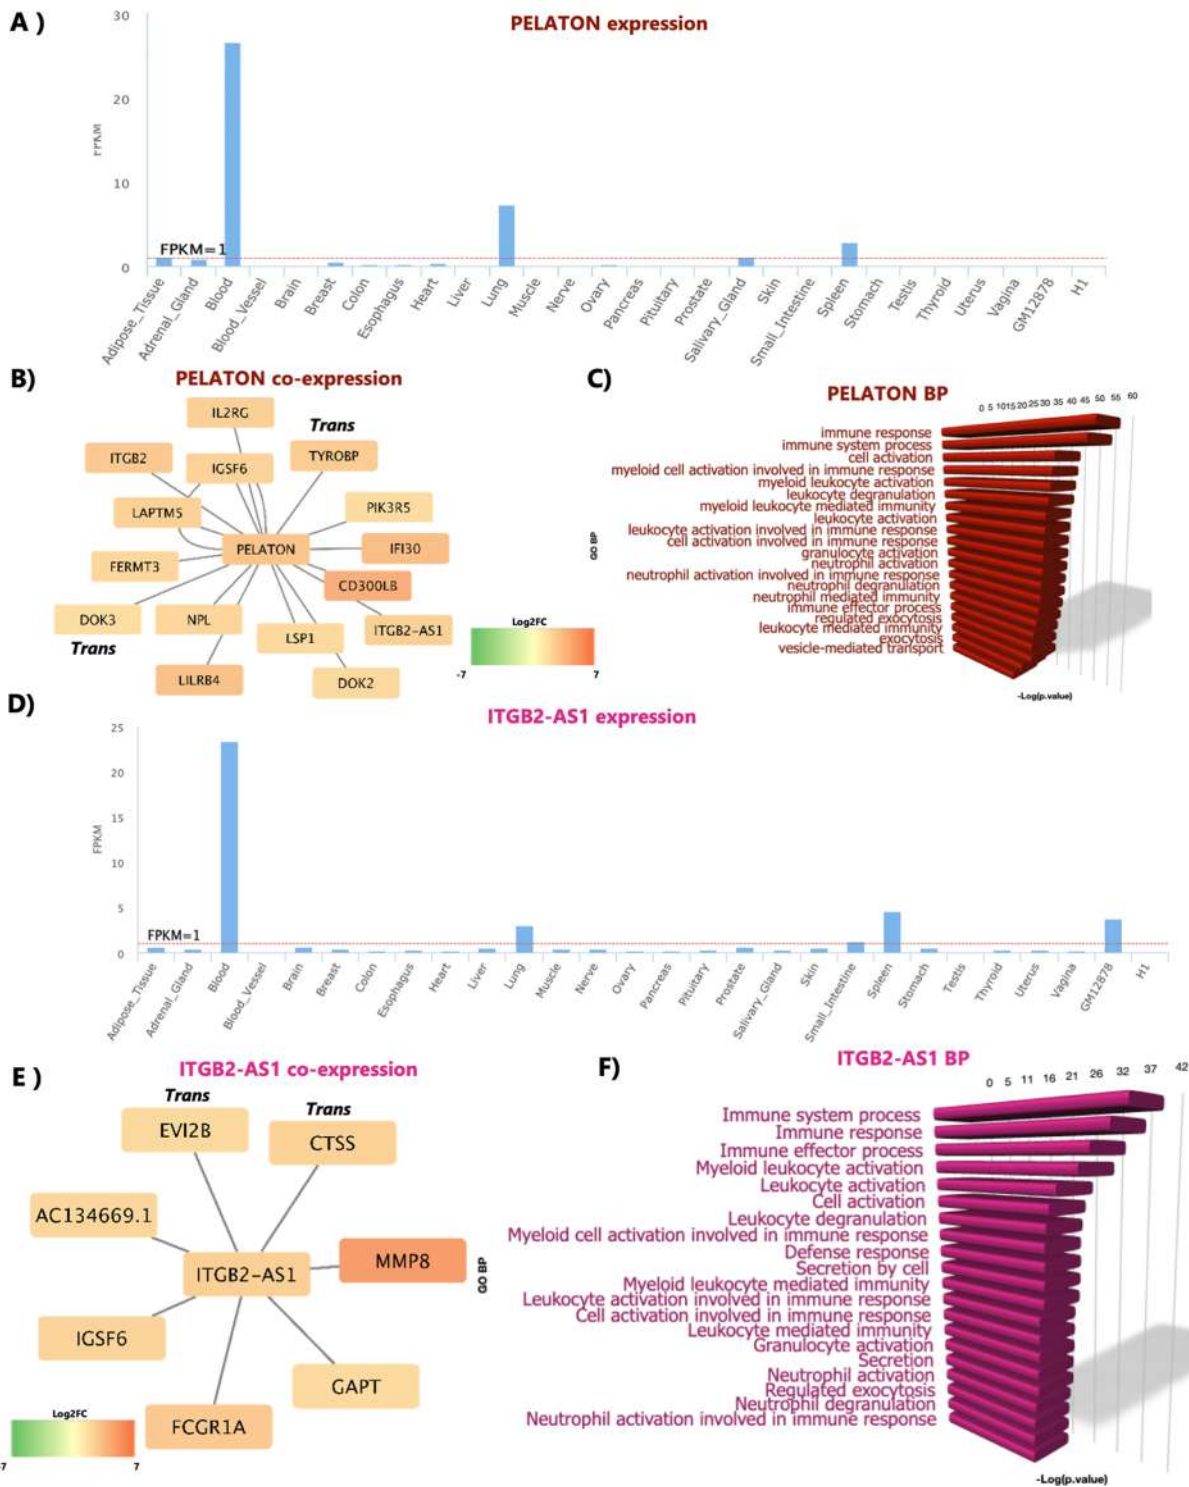 A )
PELATON expression
30
20
10
0
FPKM
FPKM=1
Adipose_Tissue
Adrenal_Gland
Blood
Blood_Vessel
Brain
Breast
Colon
Esophagus
Heart
Liver
Lung
Muscle
Nerve
Ovary
Pancreas
Pituitary
Prostate
Salivary_Gland
Skin
Small_Intestine
Spleen
Stomach
Testis
Thyroid
Uterus
Vagina
GM12878
H1
B)
PELATON co-expression
IL2RG
Trans
ITGB2
IGSF6
TYROBP
LAPTM5
PIK3R5
PELATON
IFI30
FERMT3
CD300LB
DOK3
NPL
LSP1
ITGB2-AS1
Trans
LILRB4
DOK2
Log2FC
-7
7
C)
PELATON BP
0 5 10 15 20 25 30 35 40 45 50 55 60
immune response
immune system process
cell activation
myeloid cell activation involved in immune response
myeloid leukocyte activation
leukocyte degranulation
myeloid leukocyte mediated immunity
leukocyte activation
leukocyte activation involved in immune response
cell activation involved in immune response
granulocyte activation
neutrophil activation
neutrophil activation involved in immune response
neutrophil degranulation
neutrophil mediated immunity
immune effector process
regulated exocytosis
leukocyte mediated immunity
exocytosis
vesicle-mediated transport
GO BP
-Log(p.value)
D)
ITGB2-AS1 expression
25
20
15
10
5
0
FPKM
FPKM=1
Adipose_Tissue
Adrenal_Gland
Blood
Blood_Vessel
Brain
Breast
Colon
Esophagus
Heart
Liver
Lung
Muscle
Nerve
Ovary
Pancreas
Pituitary
Prostate
Salivary_Gland
Skin
Small_Intestine
Spleen
Stomach
Testis
Thyroid
Uterus
Vagina
GM12878
H1
E )
ITGB2-AS1 co-expression
Trans
Trans
EVI2B
CTSS
AC134669.1
MMP8
ITGB2-AS1
IGSF6
GAPT
FCGR1A
Log2FC
-7
7
F)
ITGB2-AS1 BP
0 5 11 16 21 26 32 37 42
Immune system process
Immune response
Immune effector process
Myeloid leukocyte activation
Leukocyte activation
Cell activation
Leukocyte degranulation
Myeloid cell activation involved in immune response
Defense response
Secretion by cell
Myeloid leukocyte mediated immunity
Leukocyte activation involved in immune response
Cell activation involved in immune response
Leukocyte mediated immunity
Granulocyte activation
Secretion
Neutrophil activation
Regulated exocytosis
Neutrophil degranulation
Neutrophil activation involved in immune response
GO BP
-Log(p.value)